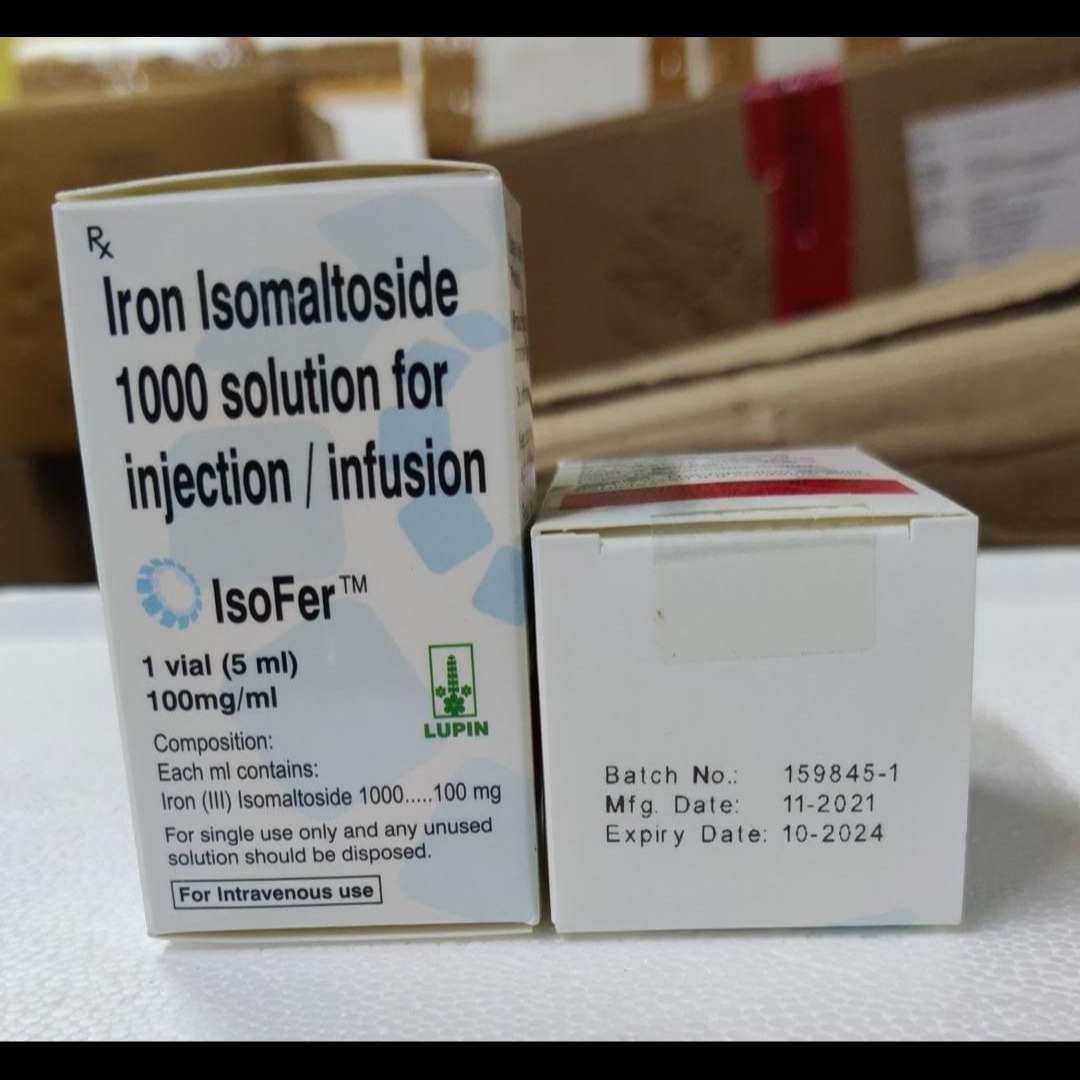 Rx
Iron Isomaltoside
1000 solution for
injection / infusion
IsoFer™
1 vial (5 ml)
100mg/ml
LUPIN
Composition:
Each ml contains:
Iron (III) Isomaltoside 1000.....100 mg
For single use only and any unused
solution should be disposed.
For Intravenous use
Batch No.: 159845-1
Mfg. Date: 11-2021
Expiry Date: 10-2024